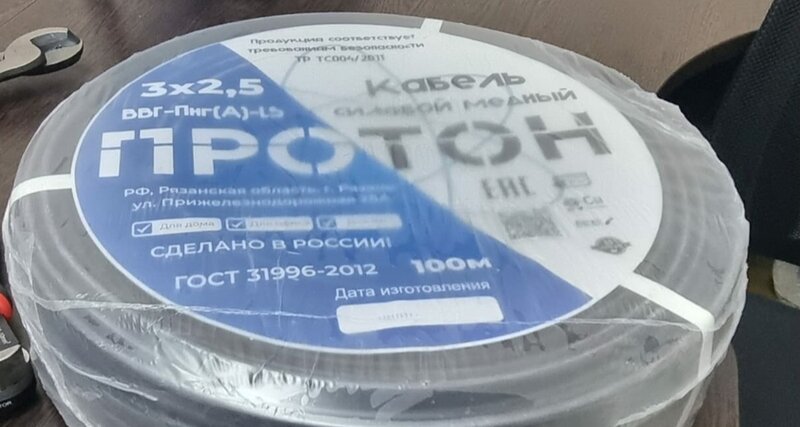 Продукция соответствует
требованиям безопасности
ТР ТС004/2011
3х2,5
Кабель
ВВГ-Пнг(А)-LS
силовой медный
ПРОТОН
РФ, Рязанская область, г.
ул. Прижелезнодорожная
EAC
Cu
Для дома
СДЕЛАНО В РОССИИ!
ГОСТ 31996-2012
100м
Дата изготовления